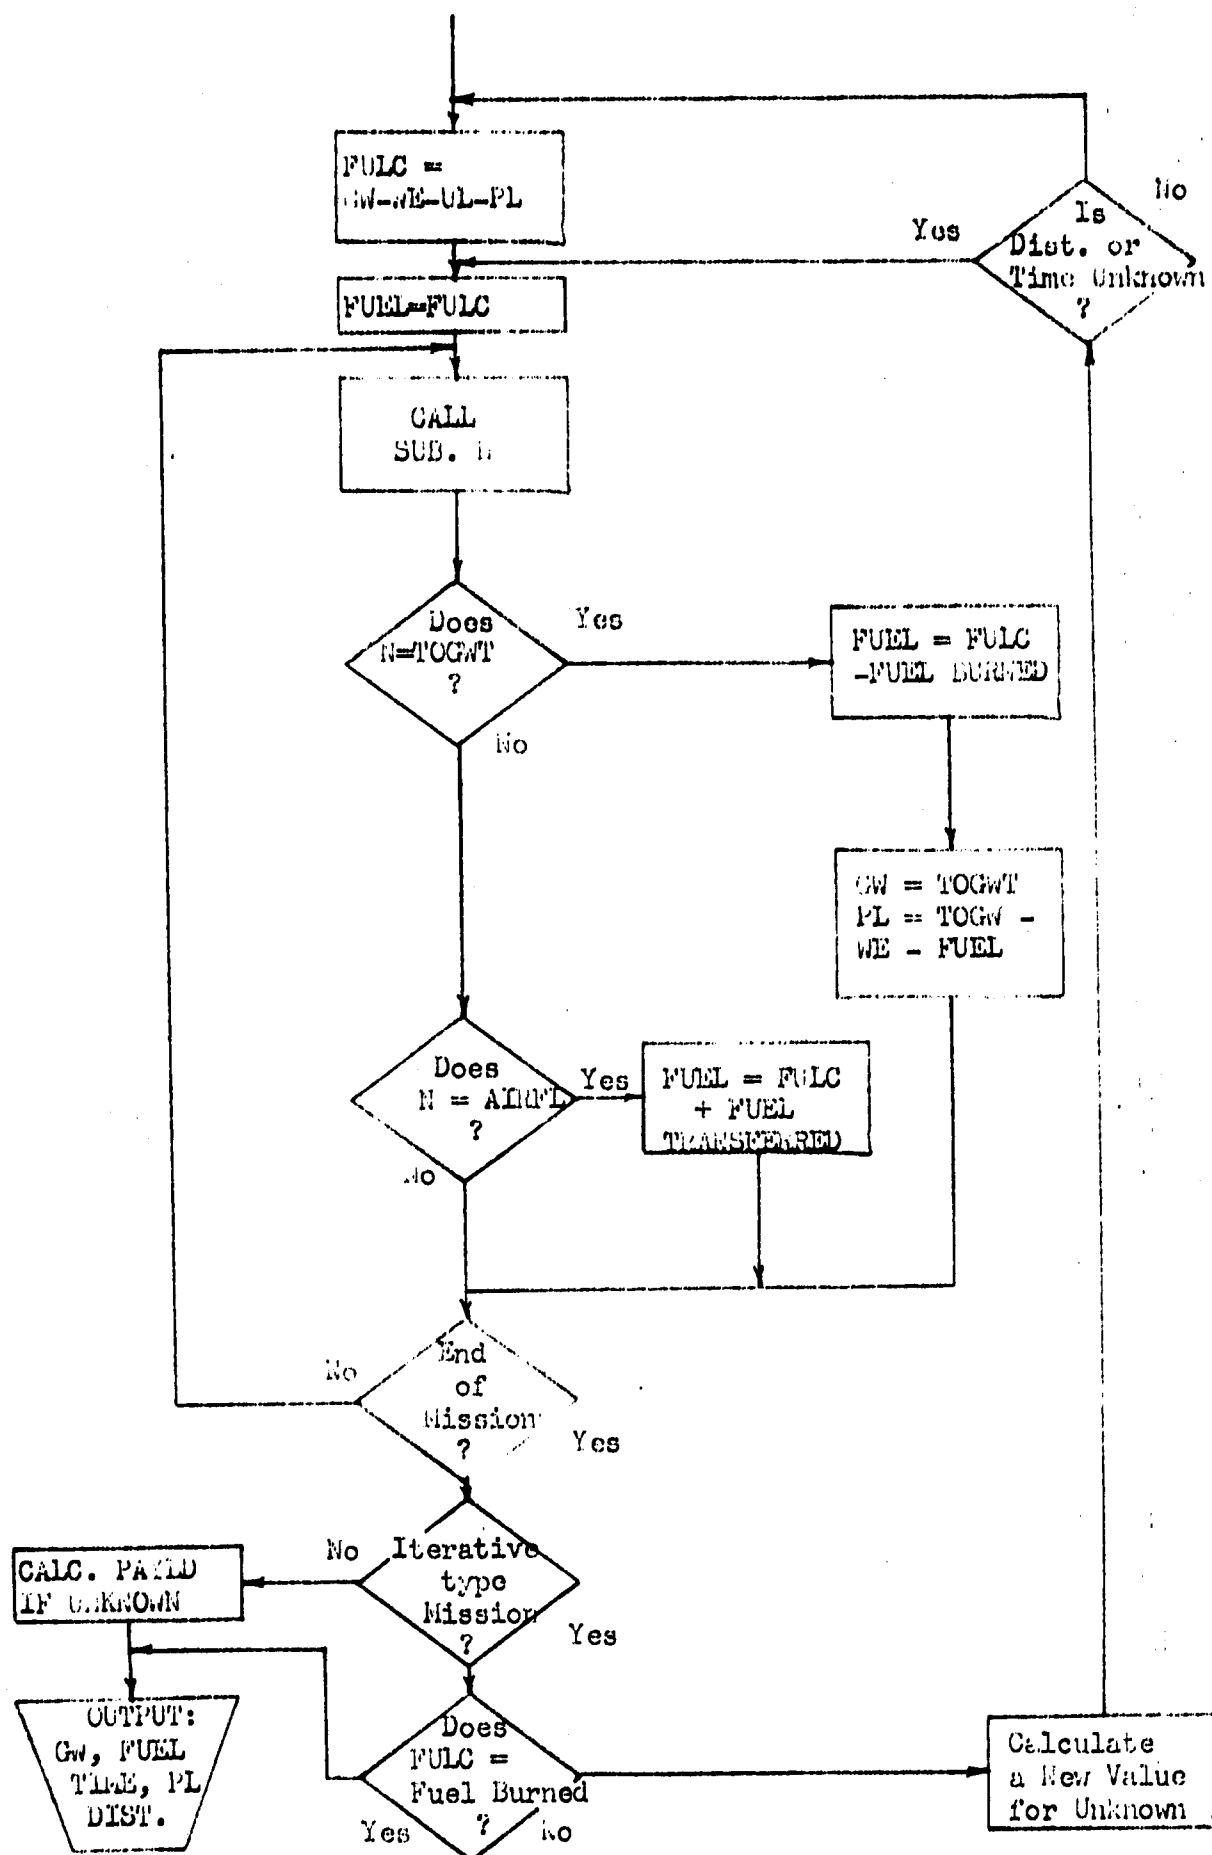 FULC =
GW-WE-UL-PL
No
Is
Dist. or
Time Unknown
?
Yes
FUEL=FULC
CALL
SUB. N
Does
N=TOGWT
?
Yes
No
FUEL = FULC
-FUEL BURNED
GW = TOGWT
PL = TOGW -
WE - FUEL
Does
N = AIRFL
?
Yes
No
FUEL = FULC
+ FUEL
TRANSFERRED
End
of
Mission
?
No
Yes
Iterative
type
Mission
?
No
Yes
CALC. PAYLD
IF UNKNOWN
OUTPUT:
GW, FUEL
TIME, PL
DIST.
Does
FULC =
Fuel Burned
?
Yes
No
Calculate
a New Value
for Unknown